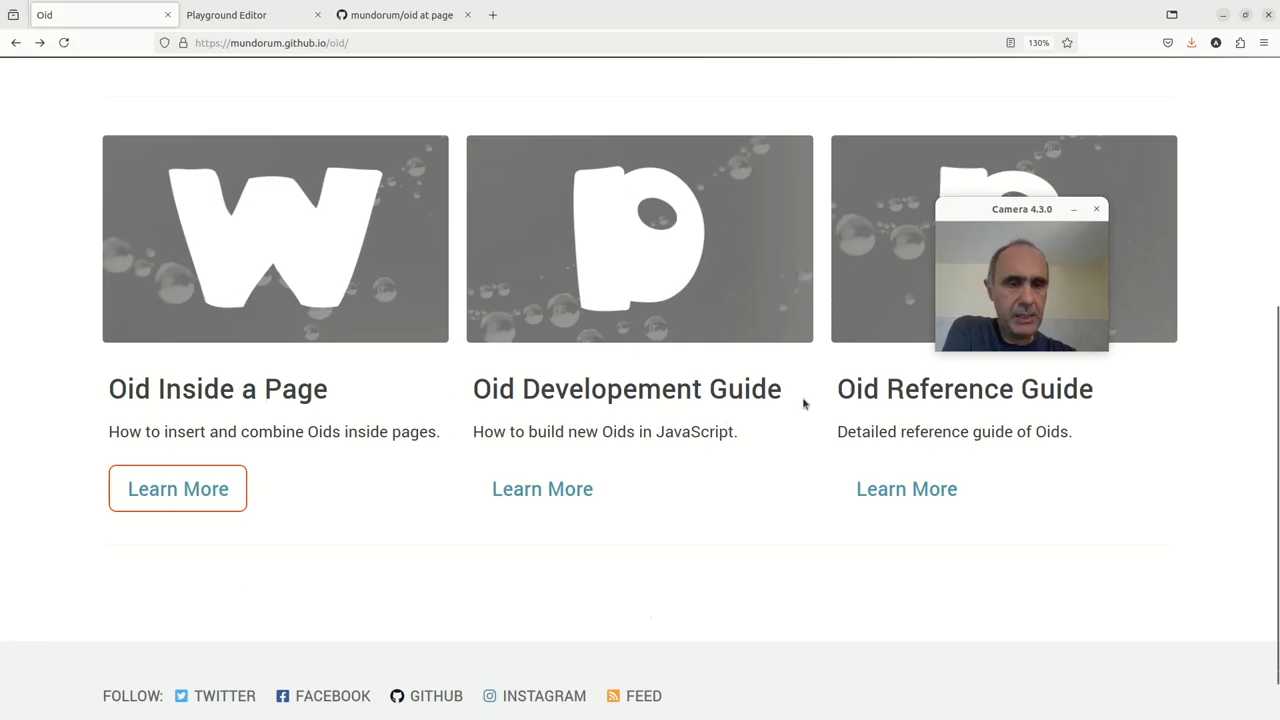 Oid
Playground Editor
mundorum/oid at page
https://mundorum.github.io/oid/
130%
A
W
D
Camera 4.3.0
Oid Inside a Page
Oid Developement Guide
Oid Reference Guide
How to insert and combine Oids inside pages.
How to build new Oids in JavaScript.
Detailed reference guide of Oids.
Learn More
Learn More
Learn More
FOLLOW: TWITTER FACEBOOK GITHUB INSTAGRAM FEED